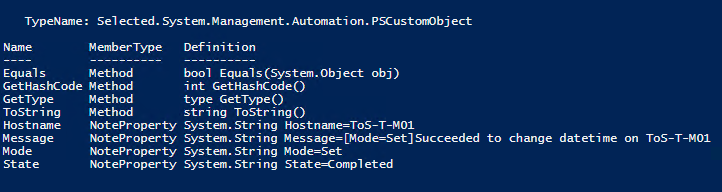 TypeName: Selected.System.Management.Automation.PSCustomObject
Name        MemberType   Definition
----        ----------   ----------
Equals      Method       bool Equals(System.Object obj)
GetHashCode Method       int GetHashCode()
GetType     Method       type GetType()
ToString    Method       string ToString()
Hostname    NoteProperty System.String Hostname=ToS-T-M01
Message     NoteProperty System.String Message=[Mode=Set]Succeeded to change datetime on ToS-T-M01
Mode        NoteProperty System.String Mode=Set
State       NoteProperty System.String State=Completed